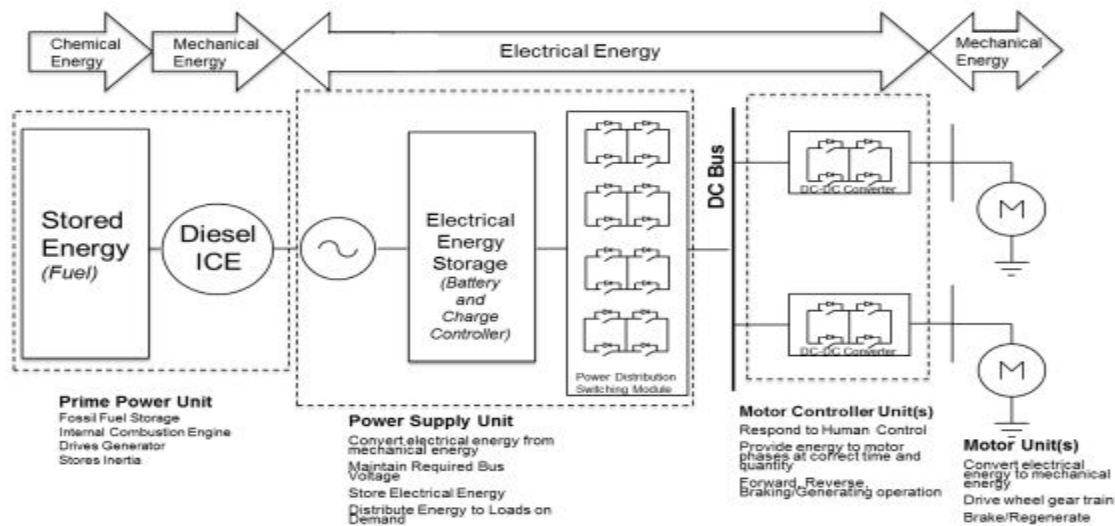 Chemical
Energy
Mechanical
Energy
Electrical Energy
Mechanical
Energy
Stored
Energy
(Fuel)
Diesel
ICE
Electrical
Energy
Storage
(Battery
and
Charge
Controller)
Power Distribution
Switching Module
DC Bus
DC-DC Converter
DC-DC Converter
M
M
Prime Power Unit
Fossil Fuel Storage
Internal Combustion Engine
Drives Generator
Stores Inertia
Power Supply Unit
Convert electrical energy from
mechanical energy
Maintain Required Bus
Voltage
Store Electrical Energy
Distribute Energy to Loads on
Demand
Motor Controller Unit(s)
Respond to Human Control
Provide energy to motor
phases at correct time and
quantity
Forward, Reverse,
Braking/Generating operation
Motor Unit(s)
Convert electrical
energy to mechanical
energy
Drive wheel gear train
Brake/Regenerate